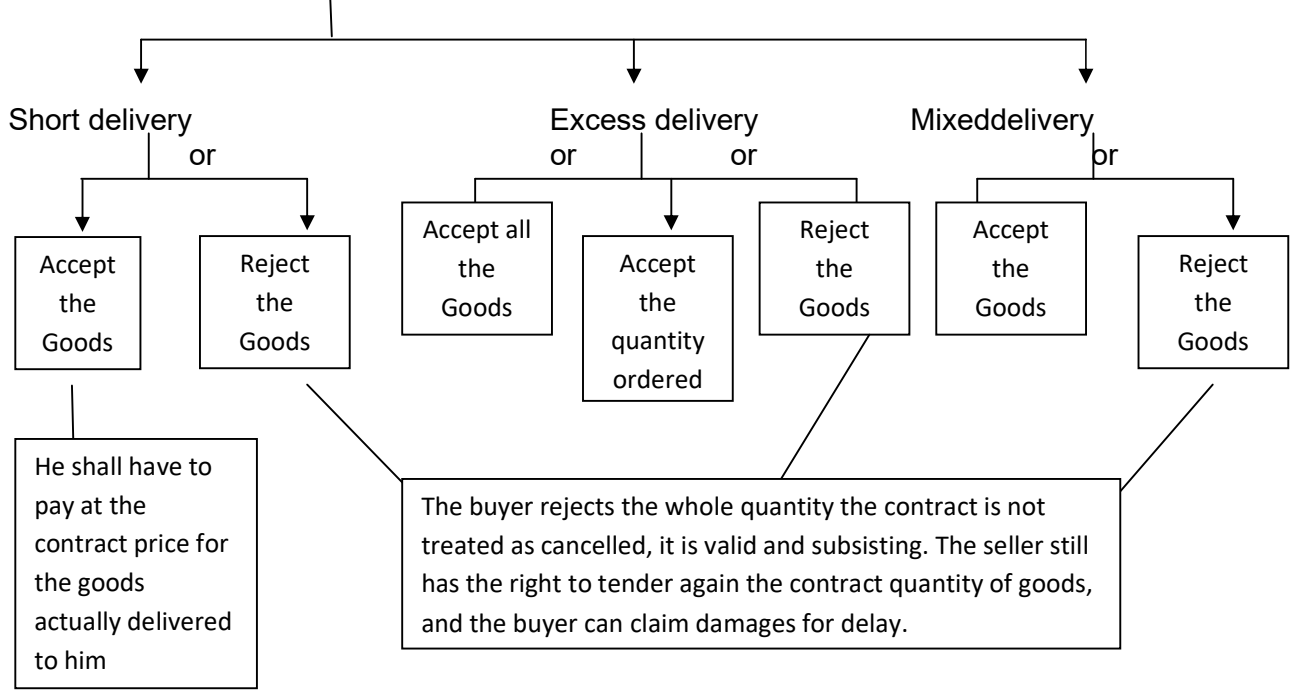 Short delivery
or
Excess delivery
or
or
Mixeddelivery
or
Accept
the
Goods
Reject
the
Goods
Accept all
the
Goods
Accept
the
quantity
ordered
Reject
the
Goods
Accept
the
Goods
Reject
the
Goods
He shall have to
pay at the
contract price for
the goods
actually delivered
to him
The buyer rejects the whole quantity the contract is not
treated as cancelled, it is valid and subsisting. The seller still
has the right to tender again the contract quantity of goods,
and the buyer can claim damages for delay.